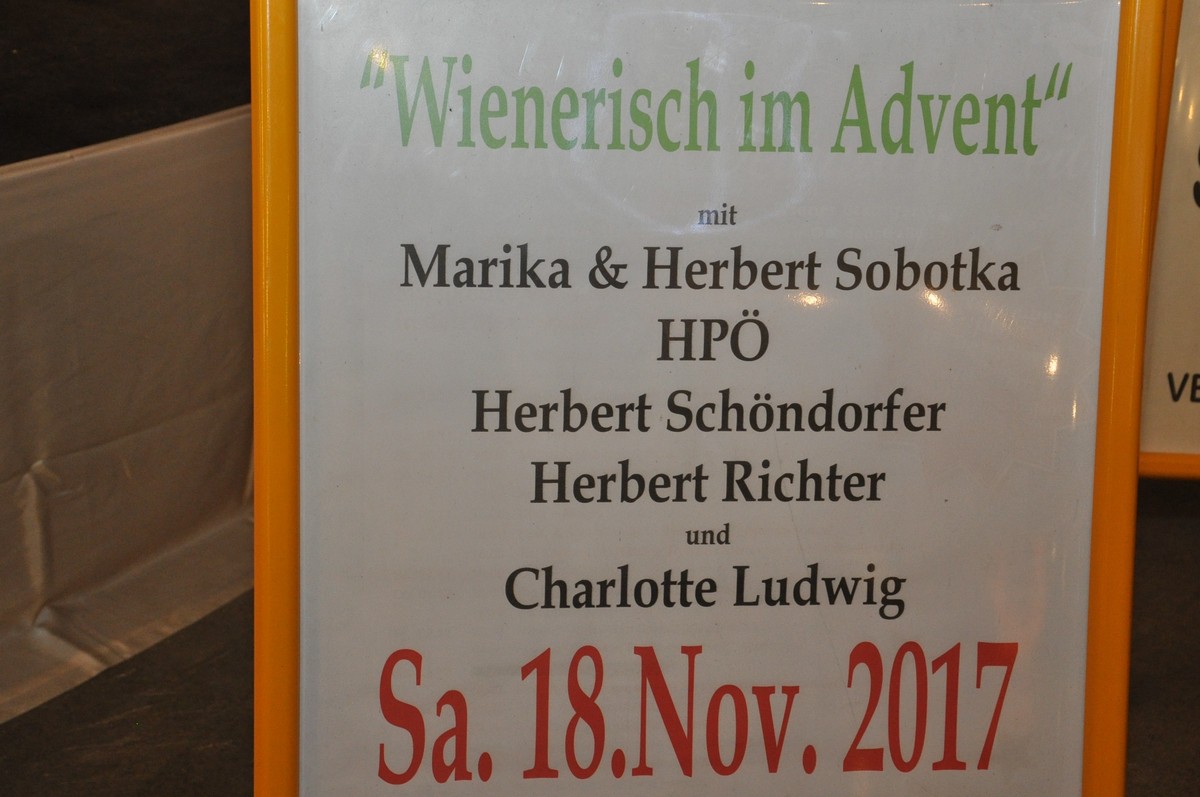 "Wienerisch im Advent“
mit
Marika & Herbert Sobotka
HPÖ
Herbert Schöndorfer
Herbert Richter
und
Charlotte Ludwig
Sa. 18.Nov. 2017